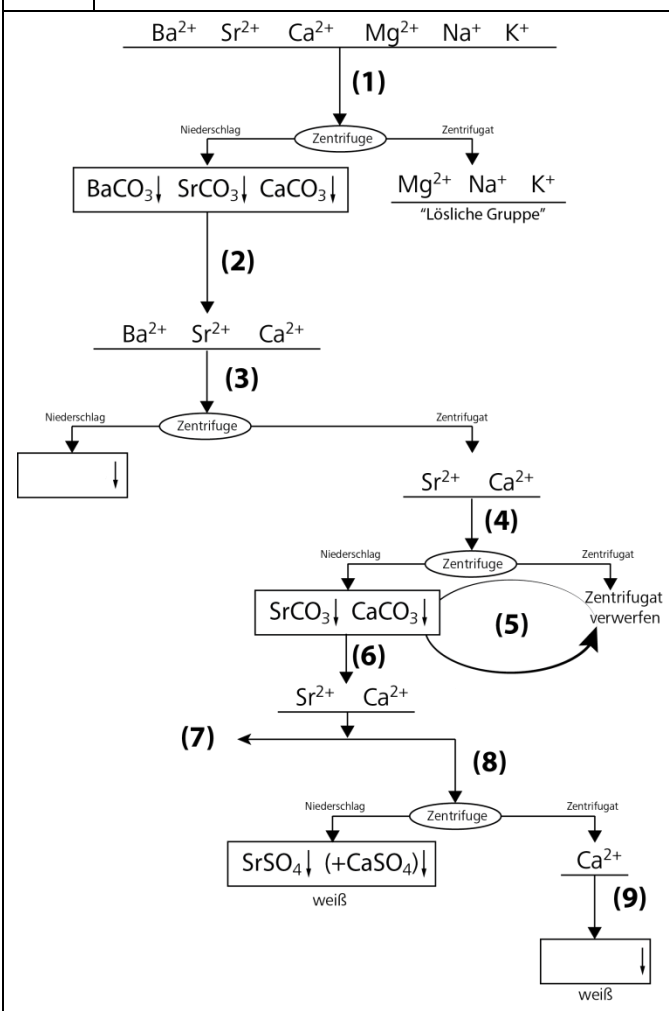 Ba²⁺ Sr²⁺ Ca²⁺ Mg²⁺ Na⁺ K⁺
(1)
Niederschlag Zentrifuge Zentrifugat
BaCO₃↓ SrCO₃↓ CaCO₃↓
Mg²⁺ Na⁺ K⁺
"Lösliche Gruppe"
(2)
Ba²⁺ Sr²⁺ Ca²⁺
(3)
Niederschlag Zentrifuge Zentrifugat
↓
Sr²⁺ Ca²⁺
(4)
Niederschlag Zentrifuge Zentrifugat
SrCO₃↓ CaCO₃↓
(5)
Zentrifugat
verwerfen
(6)
Sr²⁺ Ca²⁺
(7)
(8)
Niederschlag Zentrifuge Zentrifugat
SrSO₄↓ (+CaSO₄)↓
weiß
Ca²⁺
(9)
↓
weiß